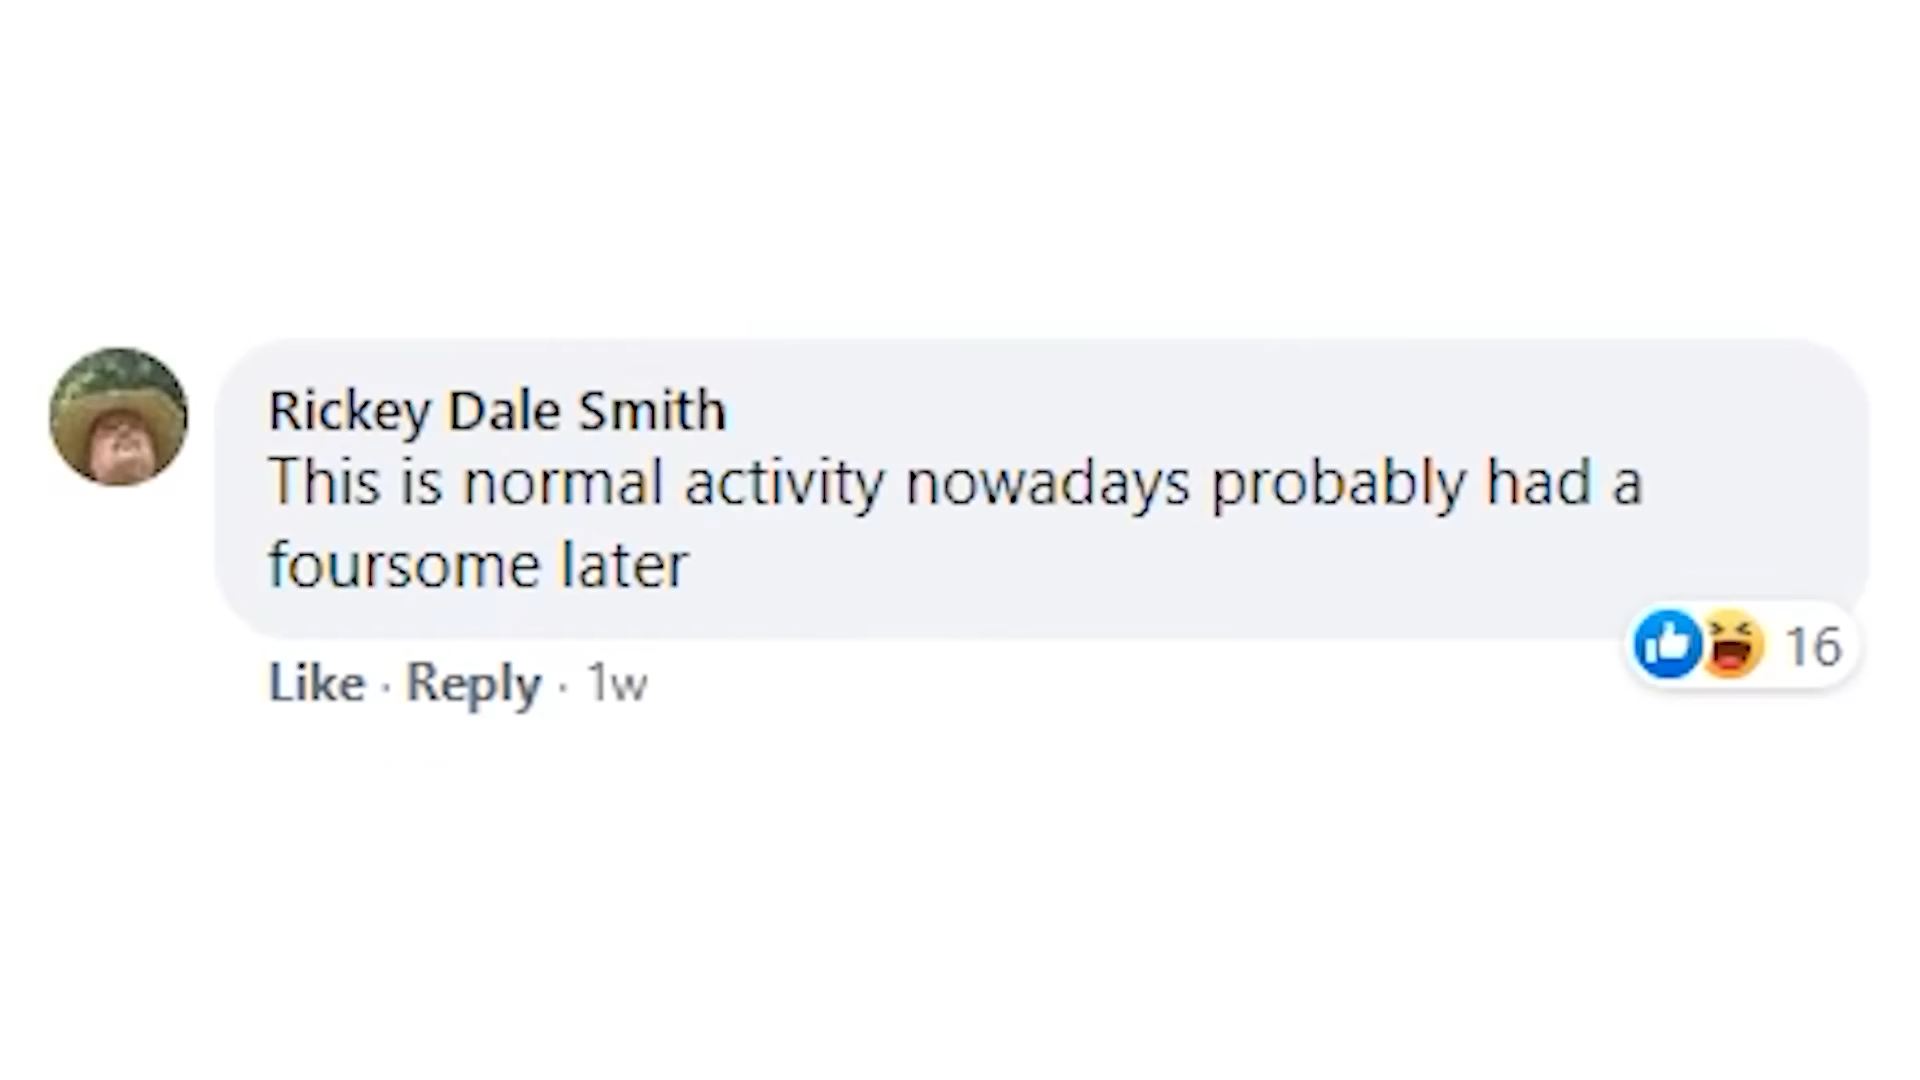 Rickey Dale Smith
This is normal activity nowadays probably had a
foursome later
Like · Reply · 1w
16